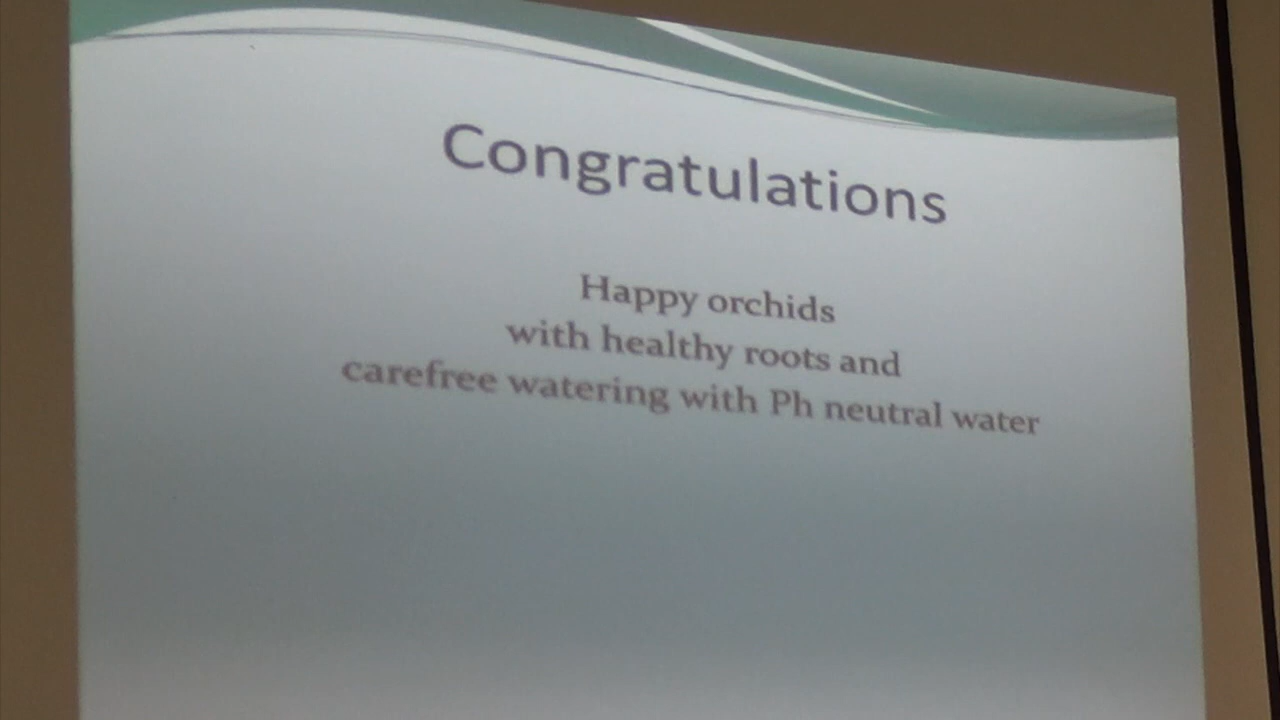 Congratulations
Happy orchids
with healthy roots and
carefree watering with Ph neutral water